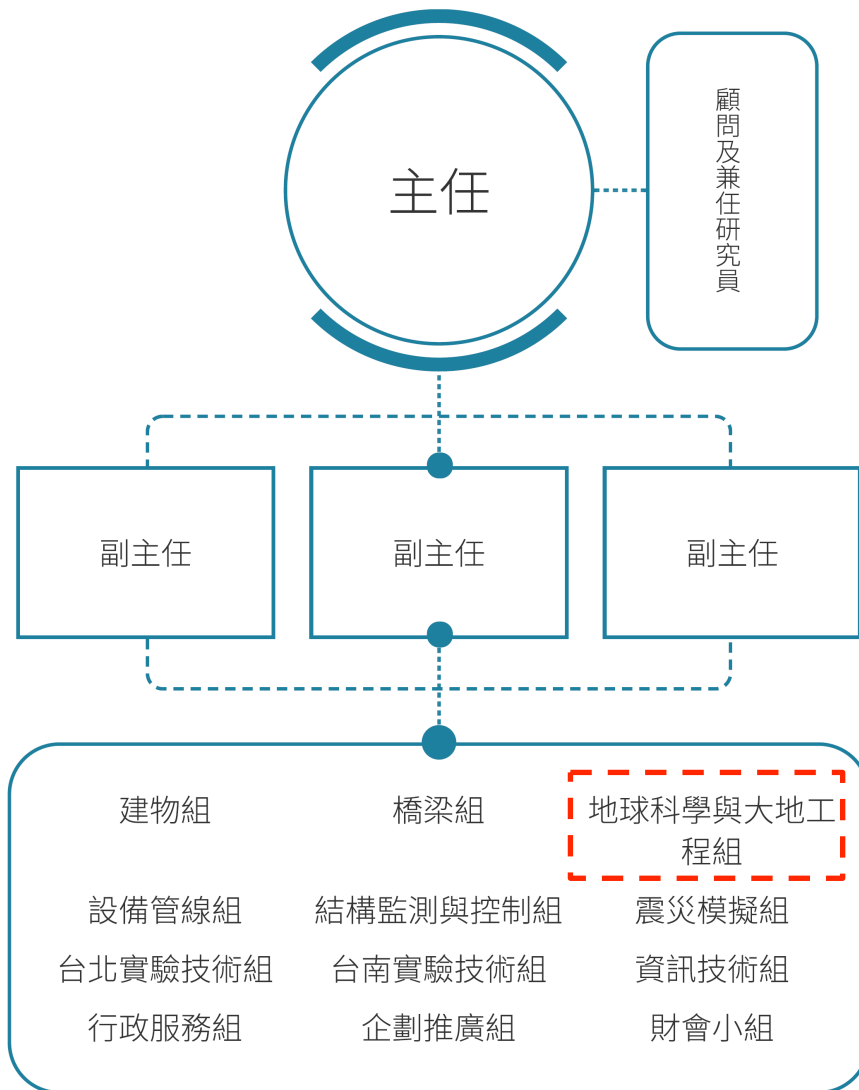 主任
顧問及兼任研究員
副主任
副主任
副主任
建物組
橋梁組
地球科學與大地工
程組
設備管線組
結構監測與控制組
震災模擬組
台北實驗技術組
台南實驗技術組
資訊技術組
行政服務組
企劃推廣組
財會小組